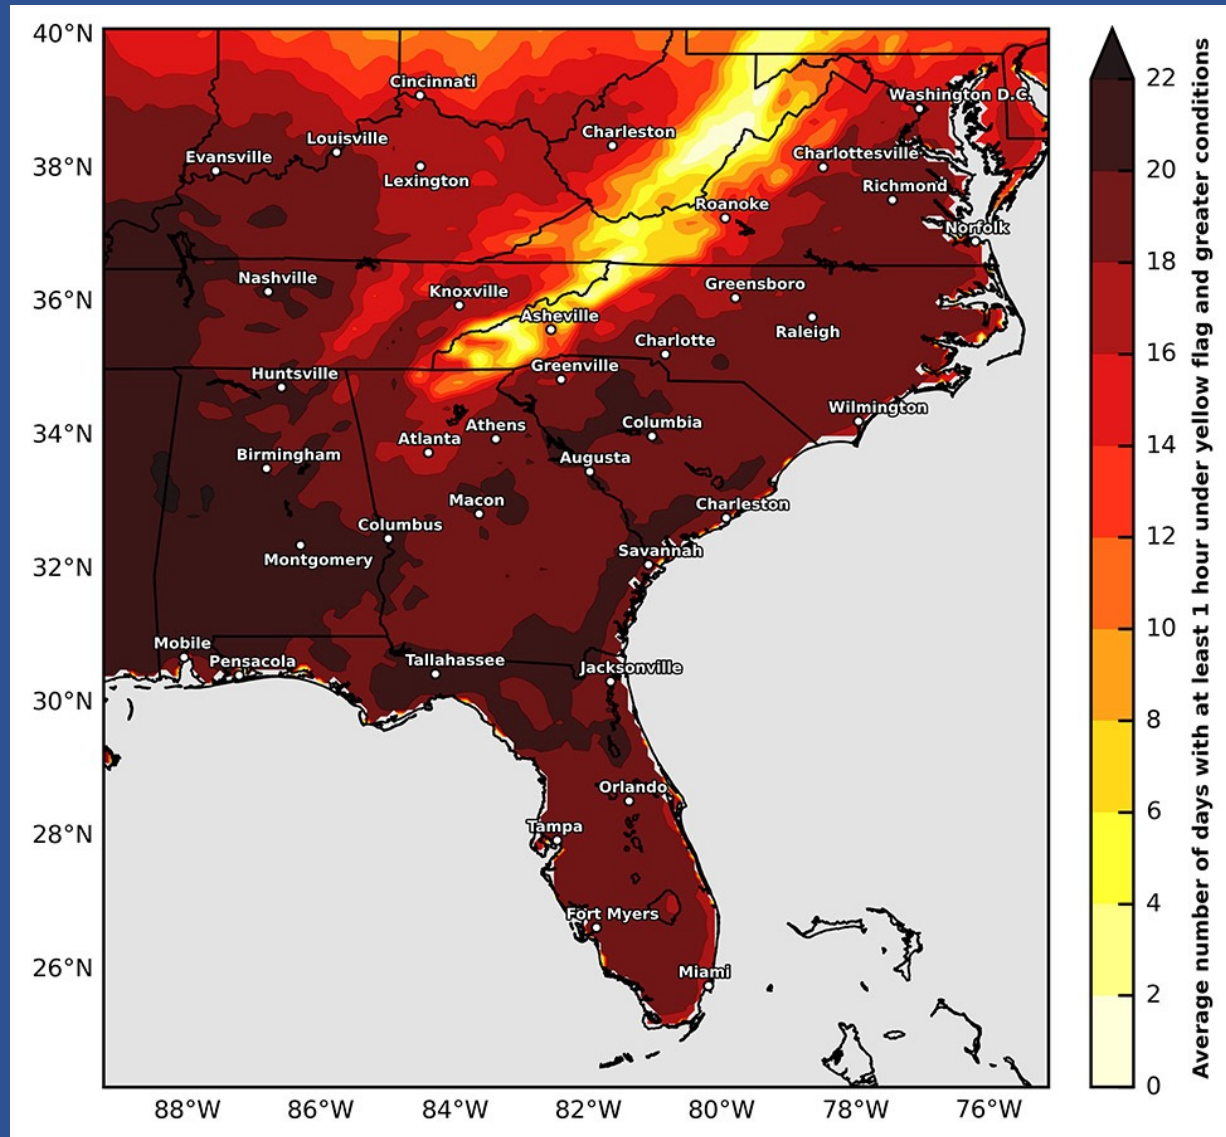 40°N
38°N
36°N
34°N
32°N
30°N
28°N
26°N
88°W 86°W 84°W 82°W 80°W 78°W 76°W
Cincinnati
Washington D.C.
Louisville
Charleston
Evansville
Charlottesville
Lexington
Richmond
Roanoke
Norfolk
Nashville
Knoxville
Greensboro
Asheville
Raleigh
Charlotte
Huntsville
Greenville
Wilmington
Athens
Columbia
Atlanta
Birmingham
Augusta
Macon
Charleston
Columbus
Savannah
Montgomery
Mobile
Pensacola
Tallahassee
Jacksonville
Orlando
Tampa
Fort Myers
Miami
22
20
18
16
14
12
10
8
6
4
2
0
Average number of days with at least 1 hour under yellow flag and greater conditions